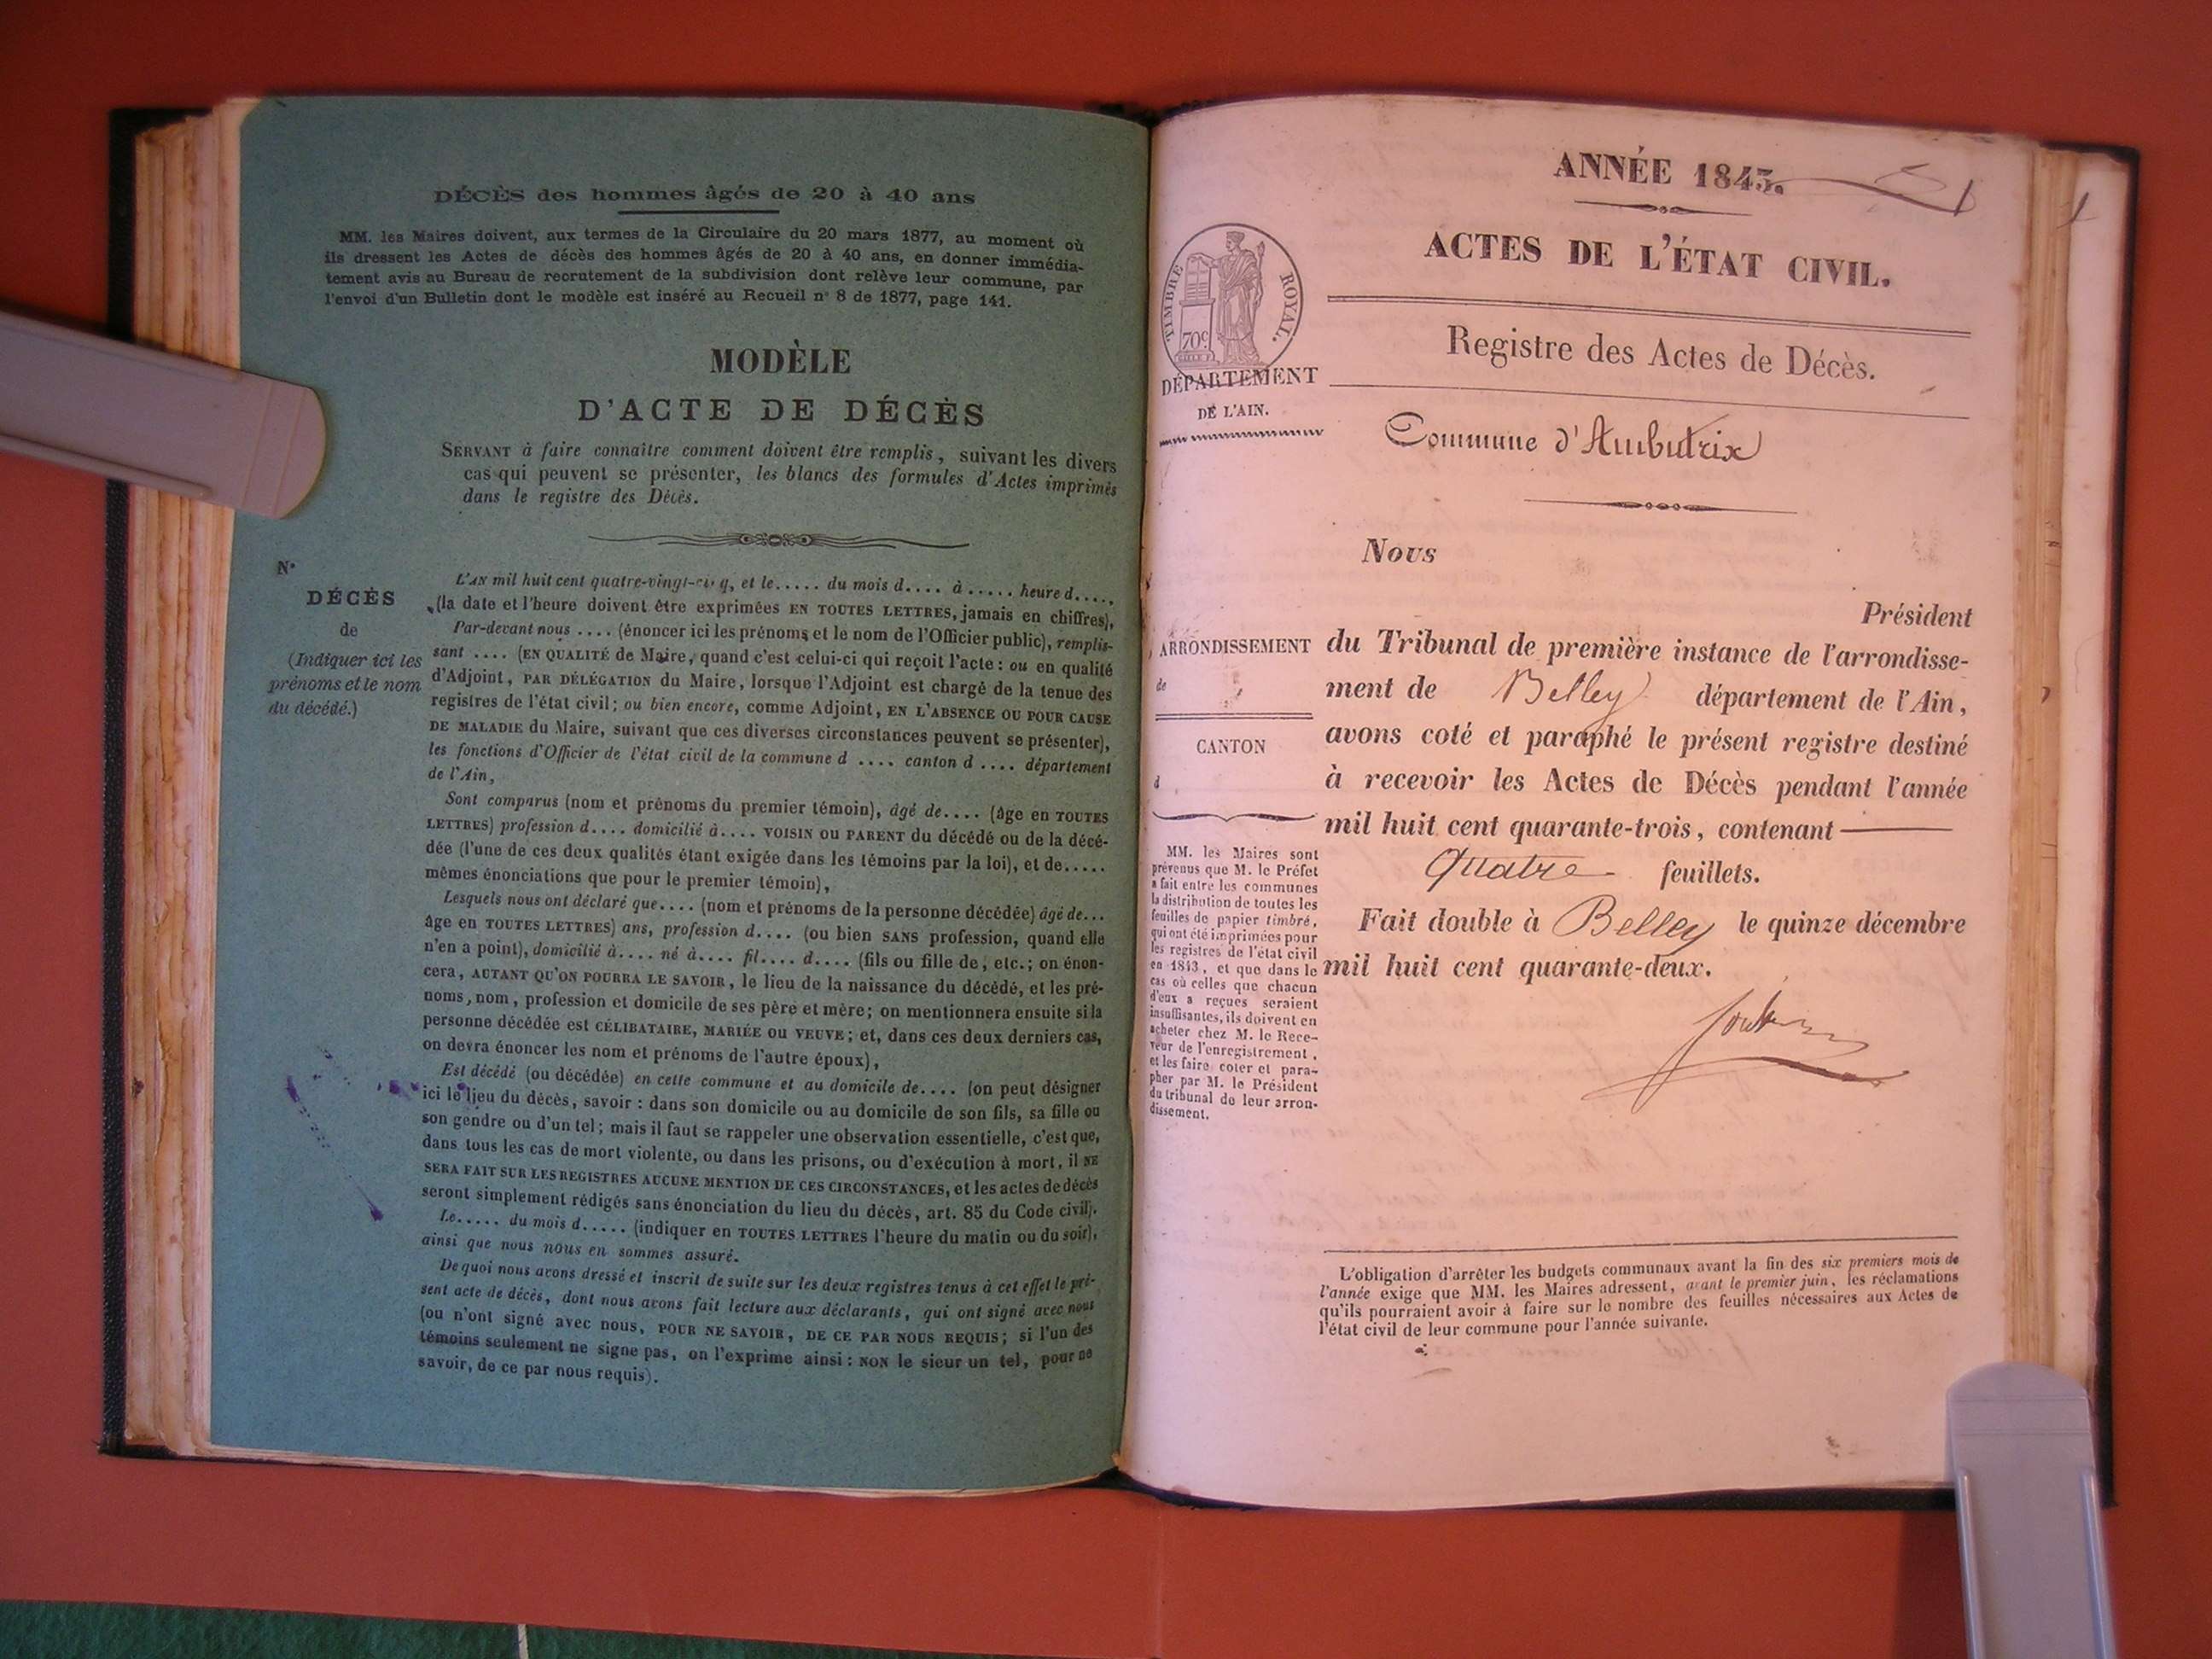 DÉCÈS des hommes âgés de 20 à 40 ans
MM. les Maires doivent, aux termes de la Circulaire du 20 mars 1877, au moment où
ils dressent les Actes de décès des hommes âgés de 20 à 40 ans, en donner immédia-
tement avis au Bureau de recrutement de la subdivision dont relève leur commune, par
l'envoi d'un Bulletin dont le modèle est inséré au Recueil n° 8 de 1877, page 141.
MODÈLE
D'ACTE DE DÉCÈS
SERVANT à faire connaître comment doivent être remplis, suivant les divers
cas qui peuvent se présenter, les blancs des formules d'Actes imprimés
dans le registre des Décès.
N°
DÉCÈS
de
(Indiquer ici les
prénoms et le nom
du décédé.)
L'AN mil huit cent quatre-vingt-cinq, et le..... du mois d.... à ..... heure d....,
(la date et l'heure doivent être exprimées EN TOUTES LETTRES, jamais en chiffres),
Par-devant nous .... (énoncer ici les prénoms et le nom de l'Officier public), remplis-
sant .... (EN QUALITÉ de Maire, quand c'est celui-ci qui reçoit l'acte : ou en qualité
d'Adjoint, PAR DÉLÉGATION du Maire, lorsque l'Adjoint est chargé de la tenue des
registres de l'état civil; ou bien encore, comme Adjoint, EN L'ABSENCE OU POUR CAUSE
DE MALADIE du Maire, suivant que ces diverses circonstances peuvent se présenter),
les fonctions d'Officier de l'état civil de la commune d .... canton d .... département
de l'Ain,
Sont comparus (nom et prénoms du premier témoin), âgé de.... (âge en TOUTES
LETTRES) profession d.... domicilié à.... VOISIN OU PARENT du décédé ou de la décé-
dée (l'une de ces deux qualités étant exigée dans les témoins par la loi), et de.....
mêmes énonciations que pour le premier témoin),
Lesquels nous ont déclaré que.... (nom et prénoms de la personne décédée) âgé de...
âge en TOUTES LETTRES) ans, profession d.... (ou bien SANS profession, quand elle
n'en a point), domicilié à.... né à.... fil.... d.... (fils ou fille de, etc.; on énon-
cera, AUTANT QU'ON POURRA LE SAVOIR, le lieu de la naissance du décédé, et les pré-
noms, nom, profession et domicile de ses père et mère; on mentionnera ensuite si la
personne décédée est CÉLIBATAIRE, MARIÉE OU VEUVE; et, dans ces deux derniers cas,
on devra énoncer les nom et prénoms de l'autre époux),
Est décédé (ou décédée) en cette commune et au domicile de.... (on peut désigner
ici le lieu du décès, savoir : dans son domicile ou au domicile de son fils, sa fille ou
son gendre ou d'un tel; mais il faut se rappeler une observation essentielle, c'est que,
dans tous les cas de mort violente, ou dans les prisons, ou d'exécution à mort, il NE
SERA FAIT SUR LES REGISTRES AUCUNE MENTION DE CES CIRCONSTANCES, et les actes de décès
seront simplement rédigés sans énonciation du lieu du décès, art. 85 du Code civil).
Le..... du mois d..... (indiquer en TOUTES LETTRES l'heure du matin ou du soir),
ainsi que nous nous en sommes assuré.
De quoi nous avons dressé et inscrit de suite sur les deux registres tenus à cet effet le pré-
sent acte de décès, dont nous avons fait lecture aux déclarants, qui ont signé avec nous
(ou n'ont signé avec nous, POUR NE SAVOIR, DE CE PAR NOUS REQUIS; si l'un des
témoins seulement ne signe pas, on l'exprime ainsi : NON le sieur un tel, pour ne
savoir, de ce par nous requis).
ANNÉE 1843.
ACTES DE L'ÉTAT CIVIL.
Registre des Actes de Décès.
TIMBRE ROYAL.
70c
DÉPARTEMENT
DE L'AIN.
Commune d'Ambutrix
Nous
Président
ARRONDISSEMENT
de
CANTON
d
du Tribunal de première instance de l'arrondisse-
ment de Belley département de l'Ain,
avons coté et paraphé le présent registre destiné
à recevoir les Actes de Décès pendant l'année
mil huit cent quarante-trois, contenant
Quatre feuillets.
Fait double à Belley le quinze décembre
mil huit cent quarante-deux.
MM. les Maires sont
prévenus que M. le Préfet
a fait entre les communes
la distribution de toutes les
feuilles de papier timbré,
qui ont été imprimées pour
les registres de l'état civil
en 1843, et que dans le
cas où celles que chacun
d'eux a reçues seraient
insuffisantes, ils doivent en
acheter chez M. le Rece-
veur de l'enregistrement,
et les faire coter et para-
pher par M. le Président
du tribunal de leur arron-
dissement.
L'obligation d'arrêter les budgets communaux avant la fin des six premiers mois de
l'année exige que MM. les Maires adressent, avant le premier juin, les réclamations
qu'ils pourraient avoir à faire sur le nombre des feuilles nécessaires aux Actes de
l'état civil de leur commune pour l'année suivante.